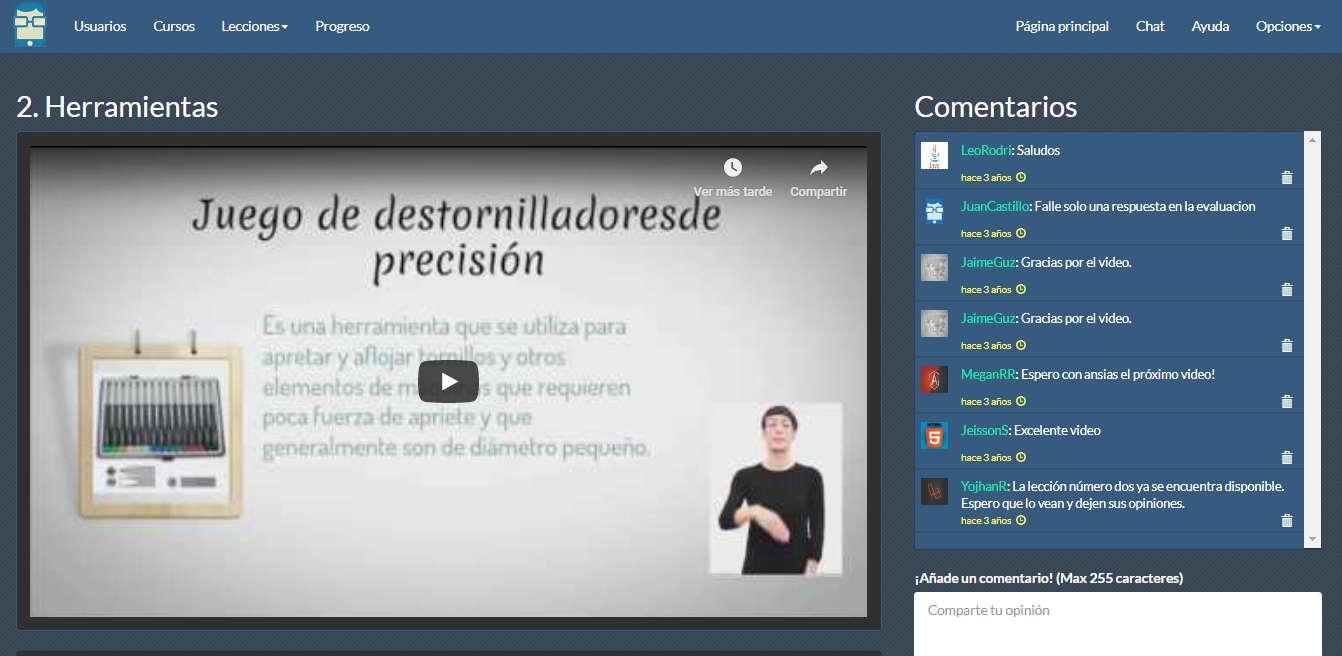 Usuarios Cursos Lecciones Progreso Página principal Chat Ayuda Opciones
2. Herramientas
Ver más tarde Compartir
Juego de destornilladoresde
precisión
Es una herramienta que se utiliza para
apretar y aflojar tornillos y otros
elementos de máquinas que requieren
poca fuerza de apriete y que
generalmente son de diámetro pequeño.
Comentarios
LeoRodri: Saludos
hace 3 años
JuanCastillo: Falle solo una respuesta en la evaluacion
hace 3 años
JaimeGuz: Gracias por el video.
hace 3 años
JaimeGuz: Gracias por el video.
hace 3 años
MeganRR: Espero con ansias el próximo video!
hace 3 años
JeissonS: Excelente video
hace 3 años
YojhanR: La lección número dos ya se encuentra disponible.
Espero que lo vean y dejen sus opiniones.
hace 3 años
¡Añade un comentario! (Max 255 caracteres)
Comparte tu opinión